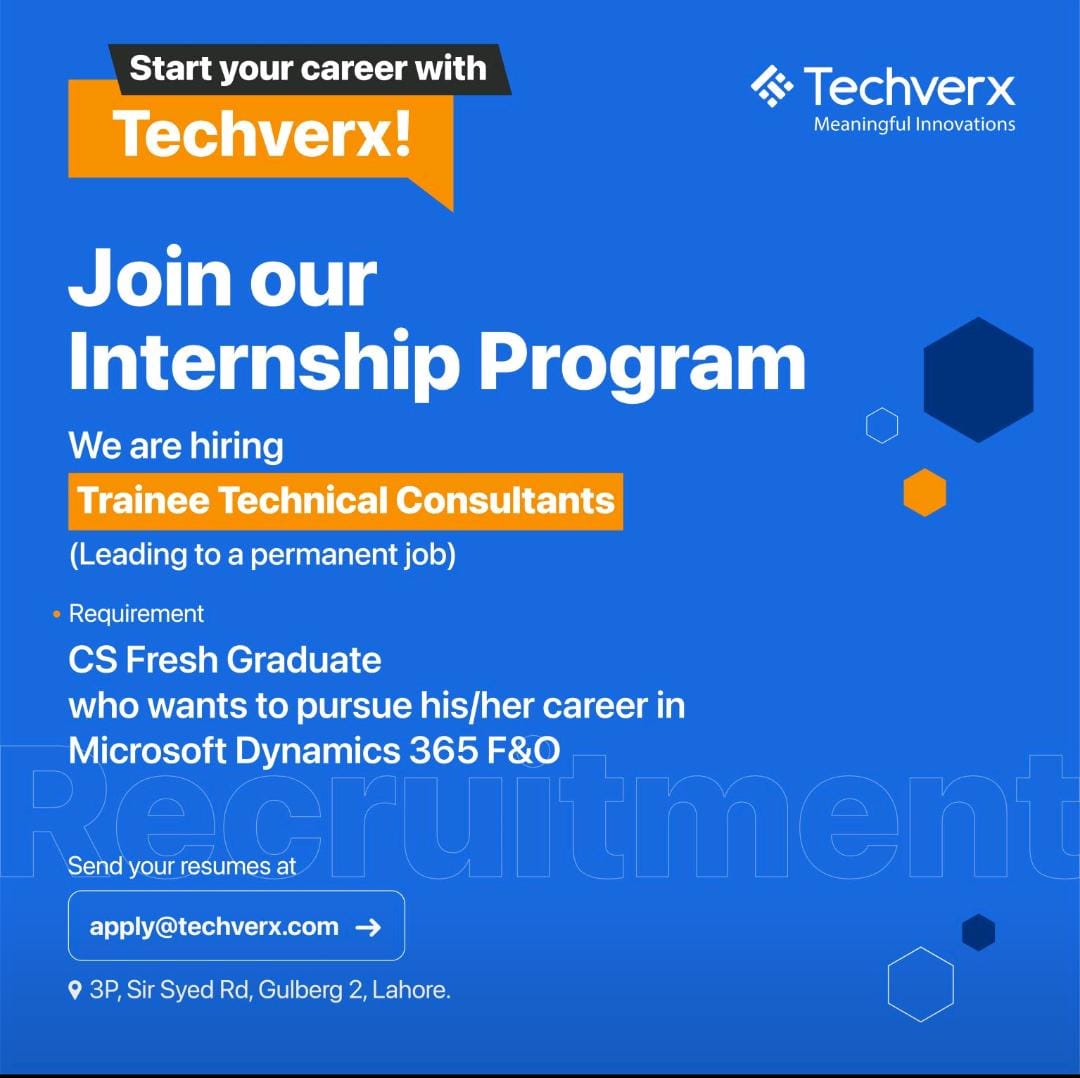 Start your career with
Techverx!
Techverx
Meaningful Innovations
Join our
Internship Program
We are hiring
Trainee Technical Consultants
(Leading to a permanent job)
• Requirement
CS Fresh Graduate
who wants to pursue his/her career in
Microsoft Dynamics 365 F&O
Recruitment
Send your resumes at
apply@techverx.com →
3P, Sir Syed Rd, Gulberg 2, Lahore.